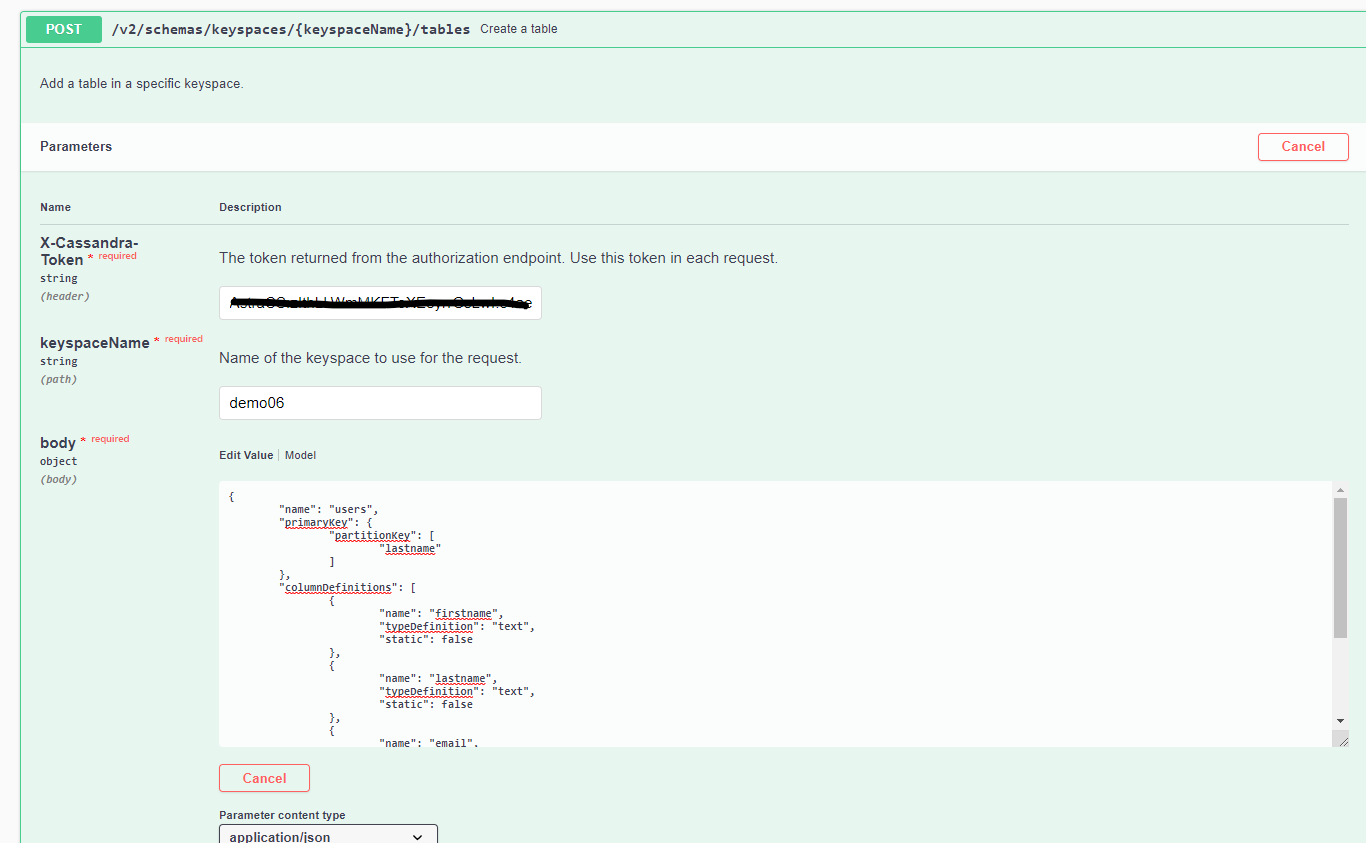 POST /v2/schemas/keyspaces/{keyspaceName}/tables Create a table
Add a table in a specific keyspace.
Parameters
Cancel
Name Description
X-Cassandra-Token * required
string
(header)
The token returned from the authorization endpoint. Use this token in each request.
keyspaceName * required
string
(path)
Name of the keyspace to use for the request.
demo06
body * required
object
(body)
Edit Value Model
{
"name": "users",
"primaryKey": {
"partitionKey": [
"lastname"
]
},
"columnDefinitions": [
{
"name": "firstname",
"typeDefinition": "text",
"static": false
},
{
"name": "lastname",
"typeDefinition": "text",
"static": false
},
{
"name": "email",
Cancel
Parameter content type
application/json